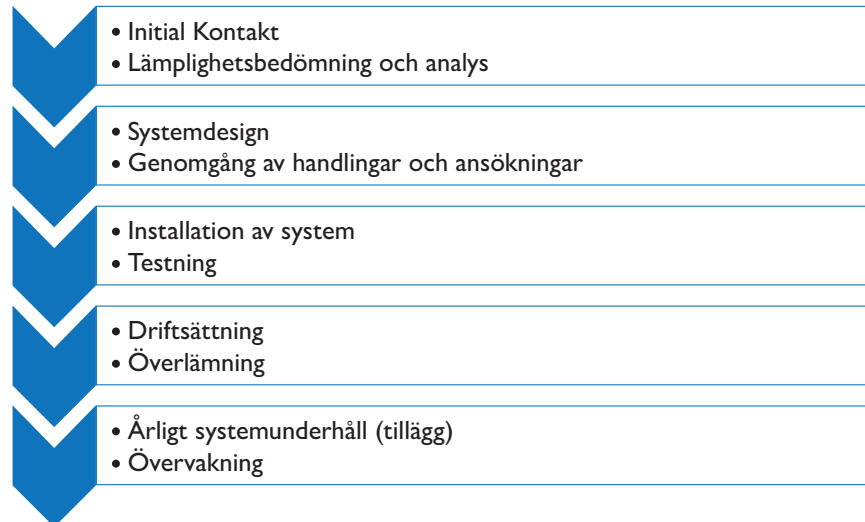 • Initial Kontakt
• Lämplighetsbedömning och analys
• Systemdesign
• Genomgång av handlingar och ansökningar
• Installation av system
• Testning
• Driftsättning
• Överlämning
• Årligt systemunderhåll (tillägg)
• Övervakning